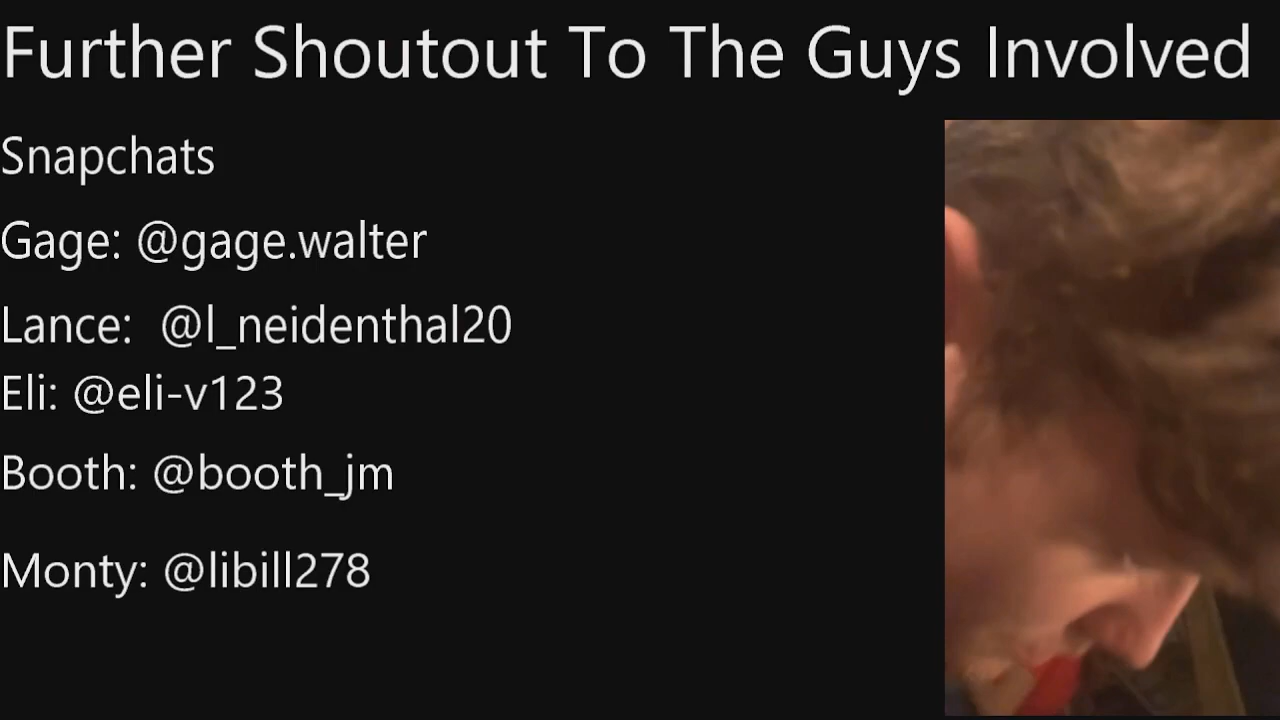 Further Shoutout To The Guys Involved
Snapchats
Gage: @gage.walter
Lance:  @l_neidenthal20
Eli: @eli-v123
Booth: @booth_jm
Monty: @libill278